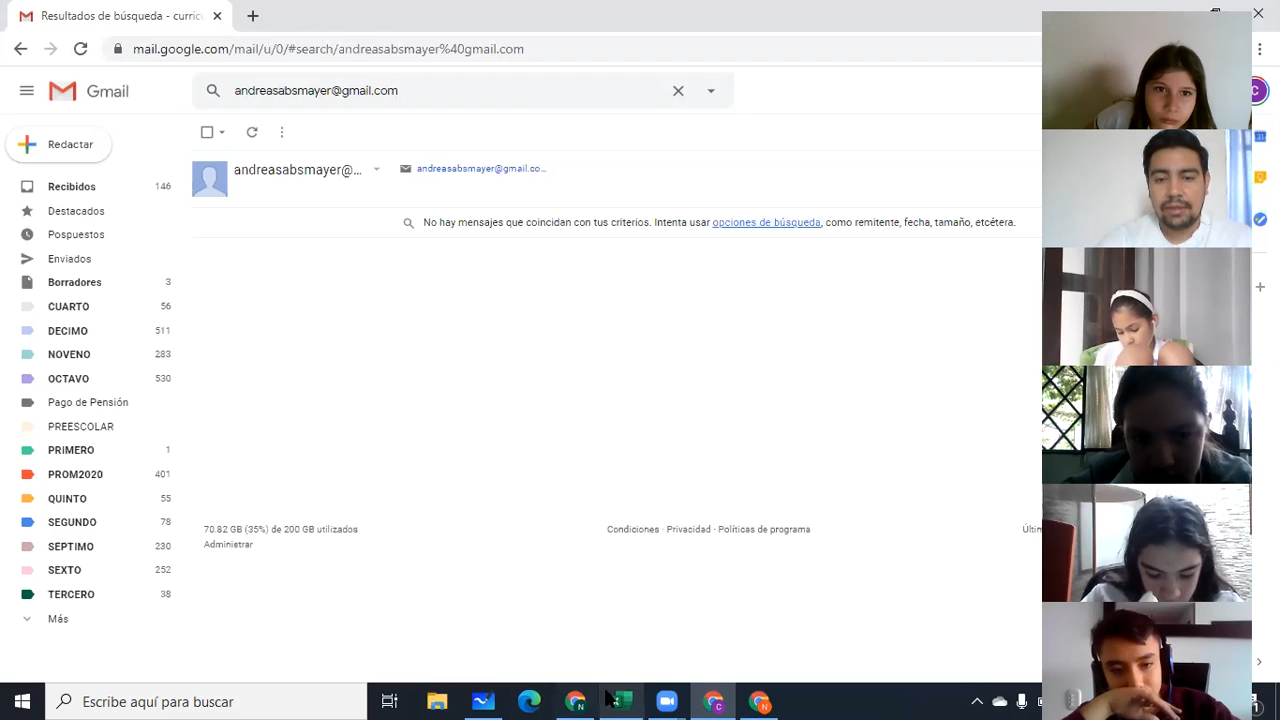 Resultados de búsqueda - curricu
mail.google.com/mail/u/0/#search/andreasabsmayer%40gmail.com
Gmail
andreasabsmayer@gmail.com
C
Redactar
andreasabsmayer@...
andreasabsmayer@gmail.co...
Recibidos 146
Destacados
No hay mensajes que coincidan con tus criterios. Intenta usar opciones de búsqueda, como remitente, fecha, tamaño, etcétera.
Pospuestos
Enviados
Borradores 3
CUARTO 56
DECIMO 511
NOVENO 283
OCTAVO 530
Pago de Pensión
PREESCOLAR
PRIMERO 1
PROM2020 401
QUINTO 55
SEGUNDO 78
70.82 GB (35%) de 200 GB utilizados
Administrar
Condiciones · Privacidad · Políticas de programa
Últim
SEPTIMO 230
SEXTO 252
TERCERO 38
Más
Escribe aquí para buscar
N
C
N